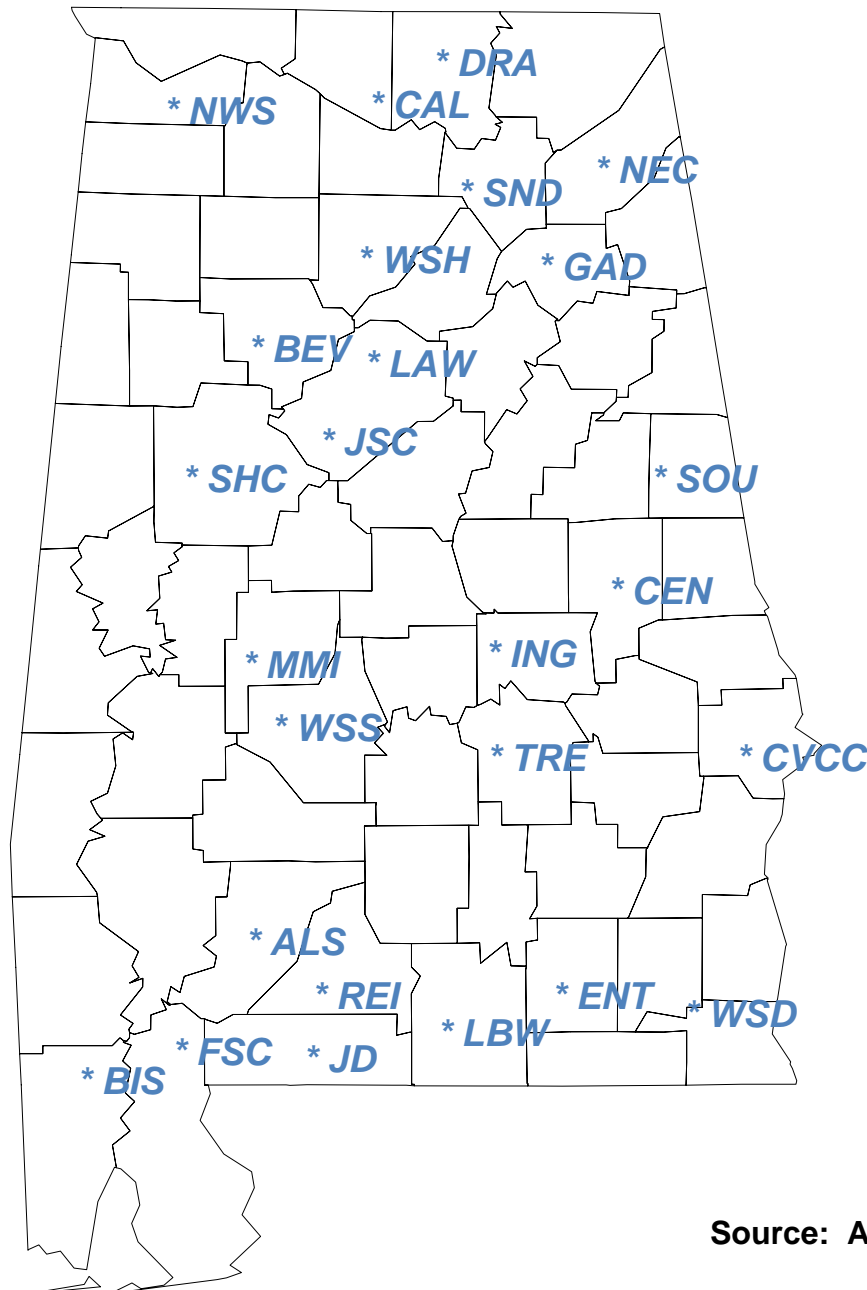 * DRA
* NWS
* CAL
* NEC
* SND
* WSH
* GAD
* BEV
* LAW
* JSC
* SHC
* SOU
* CEN
* ING
* MMI
* WSS
* TRE
* CVCC
* ALS
* REI
* ENT
* WSD
* LBW
* FSC
* JD
* BIS
Source: A